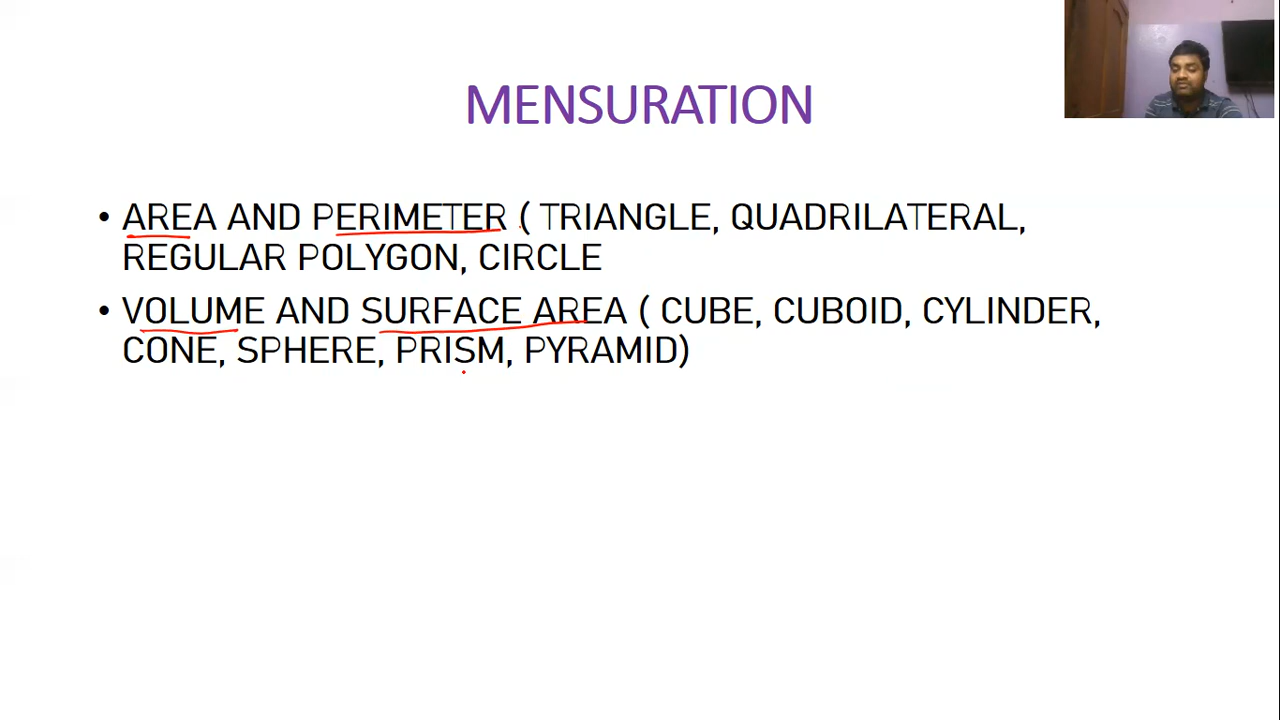 MENSURATION
• AREA AND PERIMETER ( TRIANGLE, QUADRILATERAL,
REGULAR POLYGON, CIRCLE
• VOLUME AND SURFACE AREA ( CUBE, CUBOID, CYLINDER,
CONE, SPHERE, PRISM, PYRAMID)